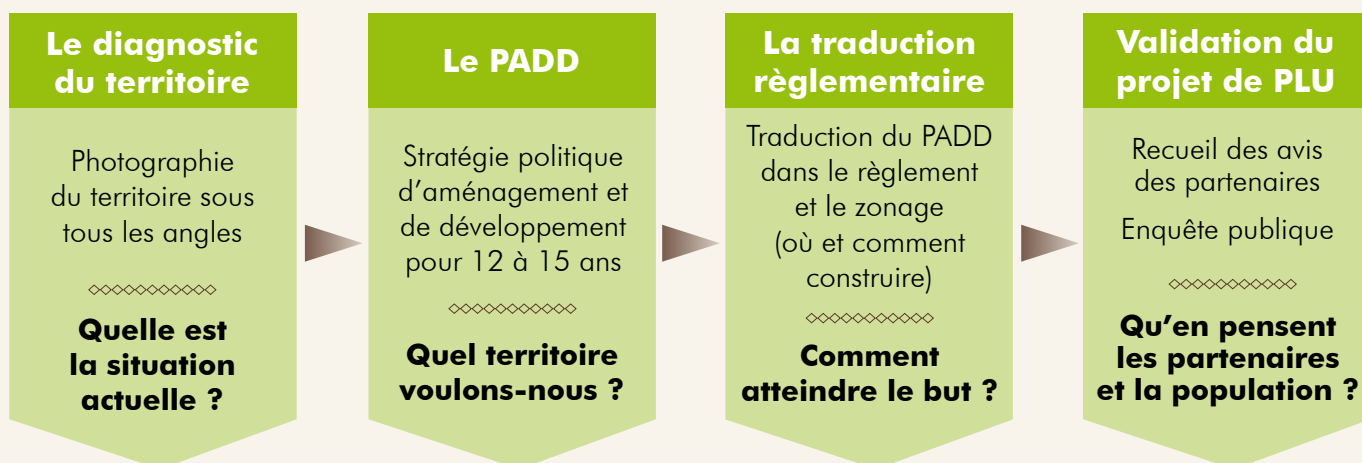 Le diagnostic
du territoire
Photographie
du territoire sous
tous les angles
Quelle est
la situation
actuelle ?
Le PADD
Stratégie politique
d’aménagement et
de développement
pour 12 à 15 ans
Quel territoire
voulons-nous ?
La traduction
règlementaire
Traduction du PADD
dans le règlement
et le zonage
(où et comment
construire)
Comment
atteindre le but ?
Validation du
projet de PLU
Recueil des avis
des partenaires
Enquête publique
Qu’en pensent
les partenaires
et la population ?